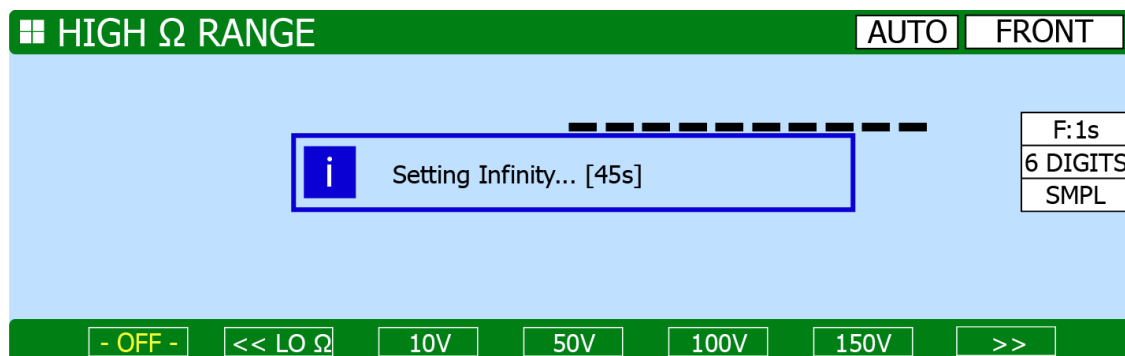 HIGH Ω RANGE AUTO FRONT
F:1s
i Setting Infinity... [45s]
6 DIGITS
SMPL
- OFF - << LO Ω 10V 50V 100V 150V >>